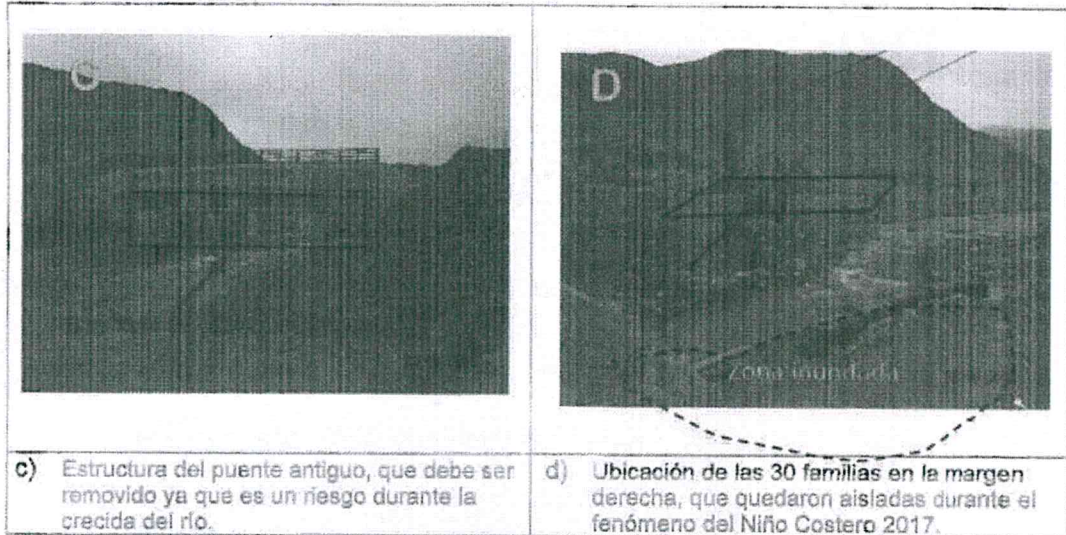 C
D
Zona inundada
c) Estructura del puente antiguo, que debe ser
removido ya que es un riesgo durante la
crecida del río.
d) Ubicación de las 30 familias en la margen
derecha, que quedaron aisladas durante el
fenómeno del Niño Costero 2017.